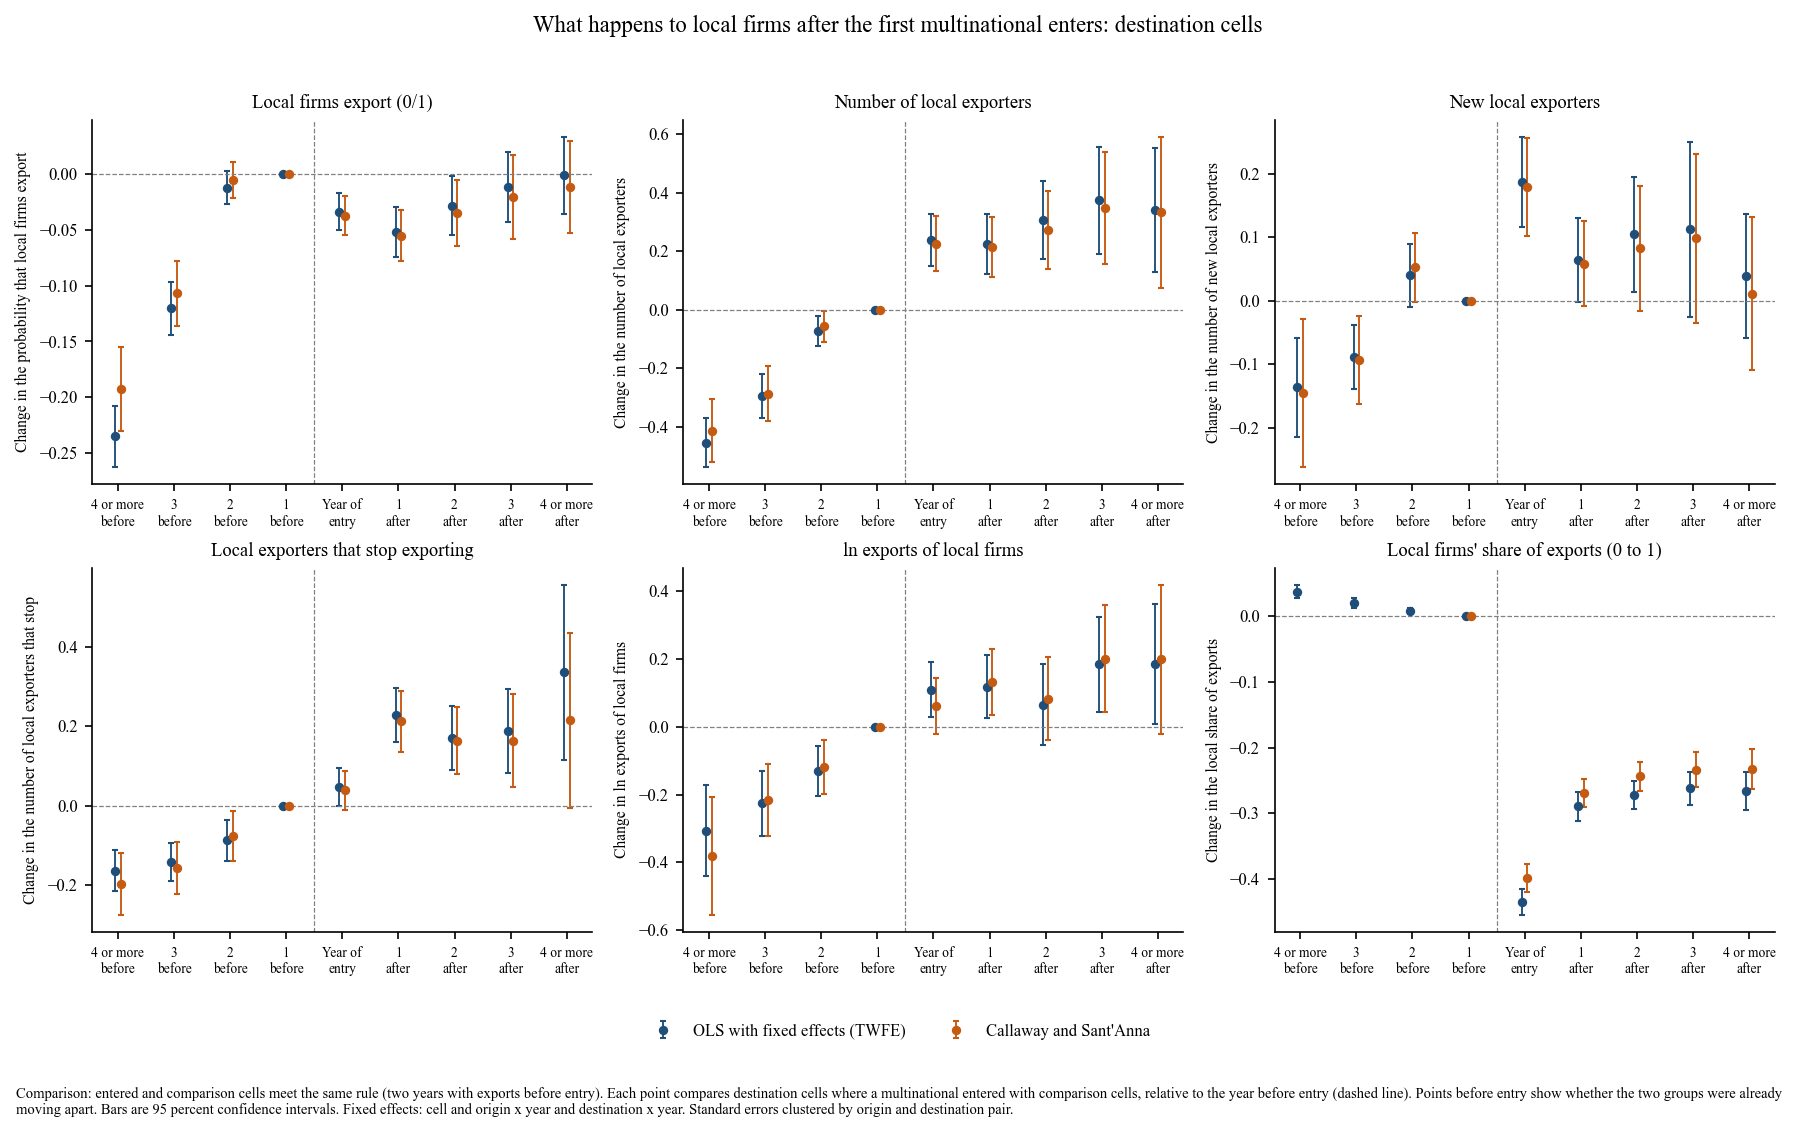 What happens to local firms after the first multinational enters: destination cells
Local firms export (0/1)
Change in the probability that local firms export
0.00
−0.05
−0.10
−0.15
−0.20
−0.25
4 or more before
3 before
2 before
1 before
Year of entry
1 after
2 after
3 after
4 or more after
Number of local exporters
Change in the number of local exporters
0.6
0.4
0.2
0.0
−0.2
−0.4
4 or more before
3 before
2 before
1 before
Year of entry
1 after
2 after
3 after
4 or more after
New local exporters
Change in the number of new local exporters
0.2
0.1
0.0
−0.1
−0.2
4 or more before
3 before
2 before
1 before
Year of entry
1 after
2 after
3 after
4 or more after
Local exporters that stop exporting
Change in the number of local exporters that stop
0.4
0.2
0.0
−0.2
4 or more before
3 before
2 before
1 before
Year of entry
1 after
2 after
3 after
4 or more after
ln exports of local firms
Change in ln exports of local firms
0.4
0.2
0.0
−0.2
−0.4
−0.6
4 or more before
3 before
2 before
1 before
Year of entry
1 after
2 after
3 after
4 or more after
Local firms' share of exports (0 to 1)
Change in the local share of exports
0.0
−0.1
−0.2
−0.3
−0.4
4 or more before
3 before
2 before
1 before
Year of entry
1 after
2 after
3 after
4 or more after
OLS with fixed effects (TWFE)
Callaway and Sant'Anna
Comparison: entered and comparison cells meet the same rule (two years with exports before entry). Each point compares destination cells where a multinational entered with comparison cells, relative to the year before entry (dashed line). Points before entry show whether the two groups were already
moving apart. Bars are 95 percent confidence intervals. Fixed effects: cell and origin x year and destination x year. Standard errors clustered by origin and destination pair.